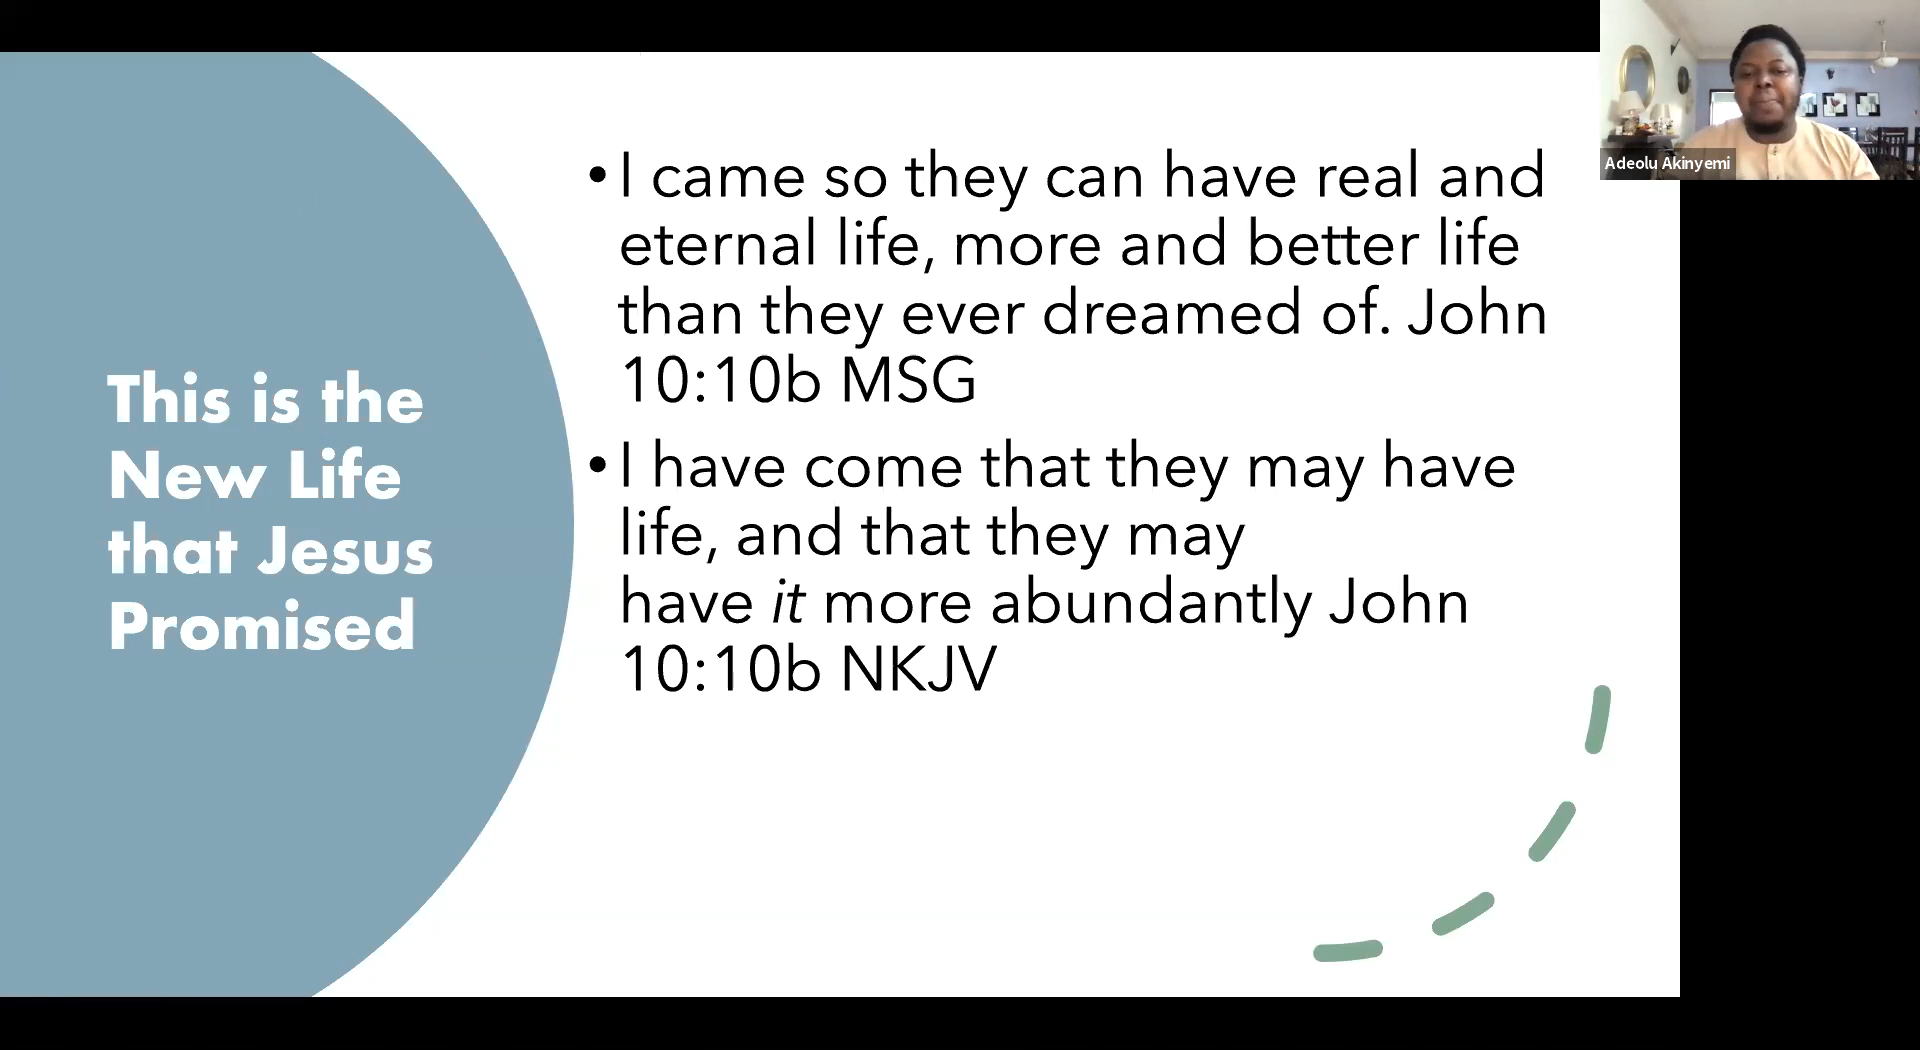 This is the
New Life
that Jesus
Promised
• I came so they can have real and
eternal life, more and better life
than they ever dreamed of. John
10:10b MSG
• I have come that they may have
life, and that they may
have it more abundantly John
10:10b NKJV
Adeolu Akinyemi